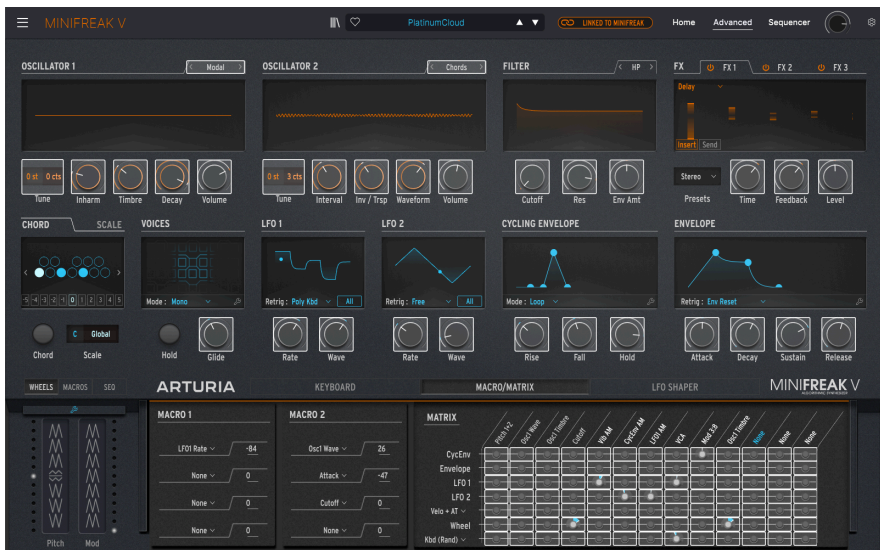 MINIFREAK V
PlatinumCloud
LINKED TO MINIFREAK
Home
Advanced
Sequencer
OSCILLATOR 1
Modal
OSCILLATOR 2
Chords
FILTER
HP
FX
FX 1
FX 2
FX 3
Delay
Insert
Send
0 st
0 cts
Tune
Inharm
Timbre
Decay
Volume
0 st
3 cts
Tune
Interval
Inv / Trsp
Waveform
Volume
Cutoff
Res
Env Amt
Stereo
Presets
Time
Feedback
Level
CHORD
SCALE
VOICES
LFO 1
LFO 2
CYCLING ENVELOPE
ENVELOPE
-5 -4 -3 -2 -1 0 1 2 3 4 5
Mode : Mono
Retrig : Poly Kbd
All
Retrig : Free
All
Mode : Loop
Retrig : Env Reset
Chord
C Global
Scale
Hold
Glide
Rate
Wave
Rate
Wave
Rise
Fall
Hold
Attack
Decay
Sustain
Release
WHEELS
MACROS
SEQ
ARTURIA
KEYBOARD
MACRO/MATRIX
LFO SHAPER
MINIFREAK V
ALGORITHMIC SYNTHESIZER
Pitch
Mod
MACRO 1
LFO1 Rate
-84
None
0
None
0
None
0
MACRO 2
Osc1 Wave
26
Attack
-47
Cutoff
0
None
0
MATRIX
Pitch 1+2
Osc1 Wave
Osc1 Timbre
Cutoff
Vib AM
CycEnv AM
LFO1 AM
VCA
Mod 3:9
Osc1 Timbre
None
None
None
CycEnv
Envelope
LFO 1
LFO 2
Velo + AT
Wheel
Kbd (Rand)